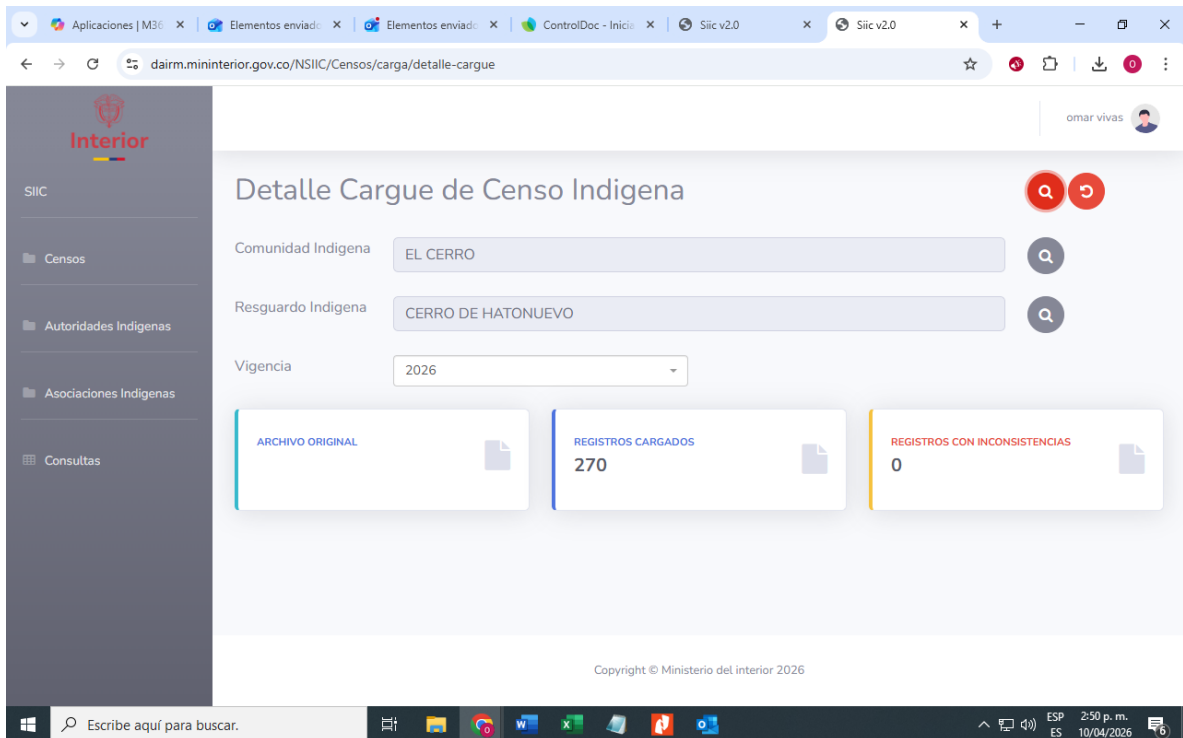 Aplicaciones | M36
Elementos enviado
Elementos enviado
ControlDoc - Inicia
Siic v2.0
Siic v2.0
dairm.mininterior.gov.co/NSIIC/Censos/carga/detalle-cargue
O
Interior
omar vivas
SIIC
Detalle Cargue de Censo Indigena
Comunidad Indigena
EL CERRO
Censos
Resguardo Indigena
CERRO DE HATONUEVO
Autoridades Indigenas
Vigencia
2026
Asociaciones Indigenas
ARCHIVO ORIGINAL
REGISTROS CARGADOS
270
REGISTROS CON INCONSISTENCIAS
0
Consultas
Copyright © Ministerio del interior 2026
Escribe aquí para buscar.
ESP
ES
2:50 p. m.
10/04/2026
6